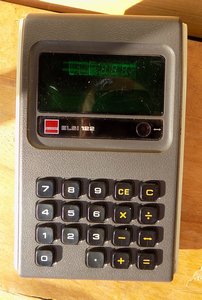 ELSI 122
7 8 9 CE C
4 5 6 × ÷
1 2 3 − ↔
0 . + =